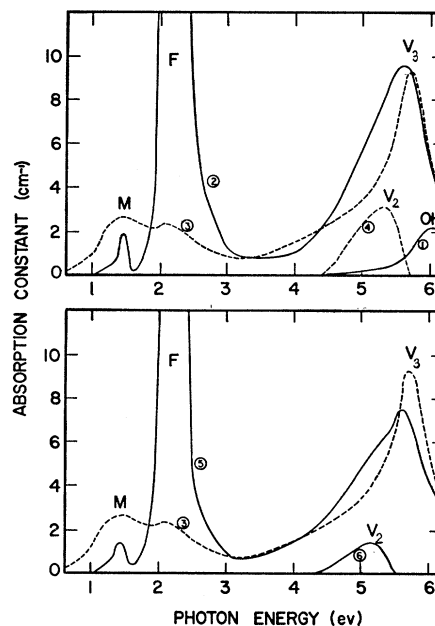 ABSORPTION CONSTANT (cm⁻¹)
10
8
6
4
2
0
F
M
V₃
V₂
OH
②
③
④
①
1 2 3 4 5 6
10
8
6
4
2
0
F
M
V₃
V₂
⑤
③
⑥
1 2 3 4 5 6
PHOTON ENERGY (ev)